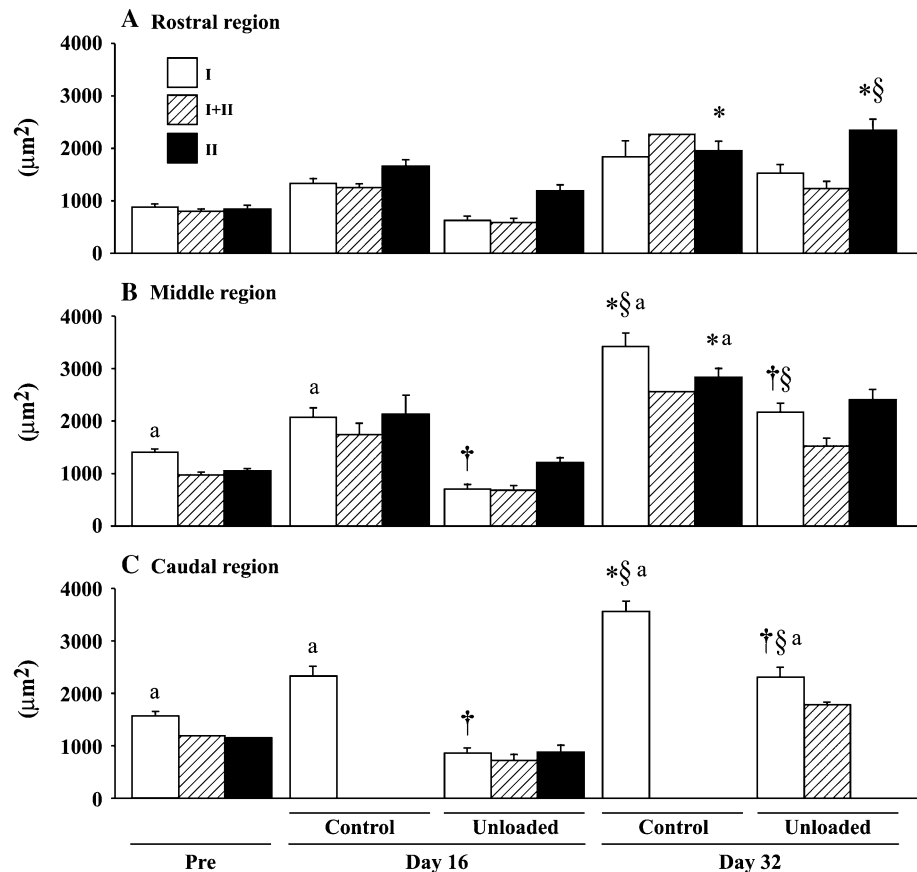 A Rostral region
4000
3000
2000
1000
0
(µm²)
I
I+II
II
*
*§
B Middle region
4000
3000
2000
1000
0
(µm²)
a
a
†
*§ a
* a
†§
C Caudal region
4000
3000
2000
1000
0
(µm²)
a
a
†
*§ a
†§ a
Control Unloaded Control Unloaded
Pre Day 16 Day 32